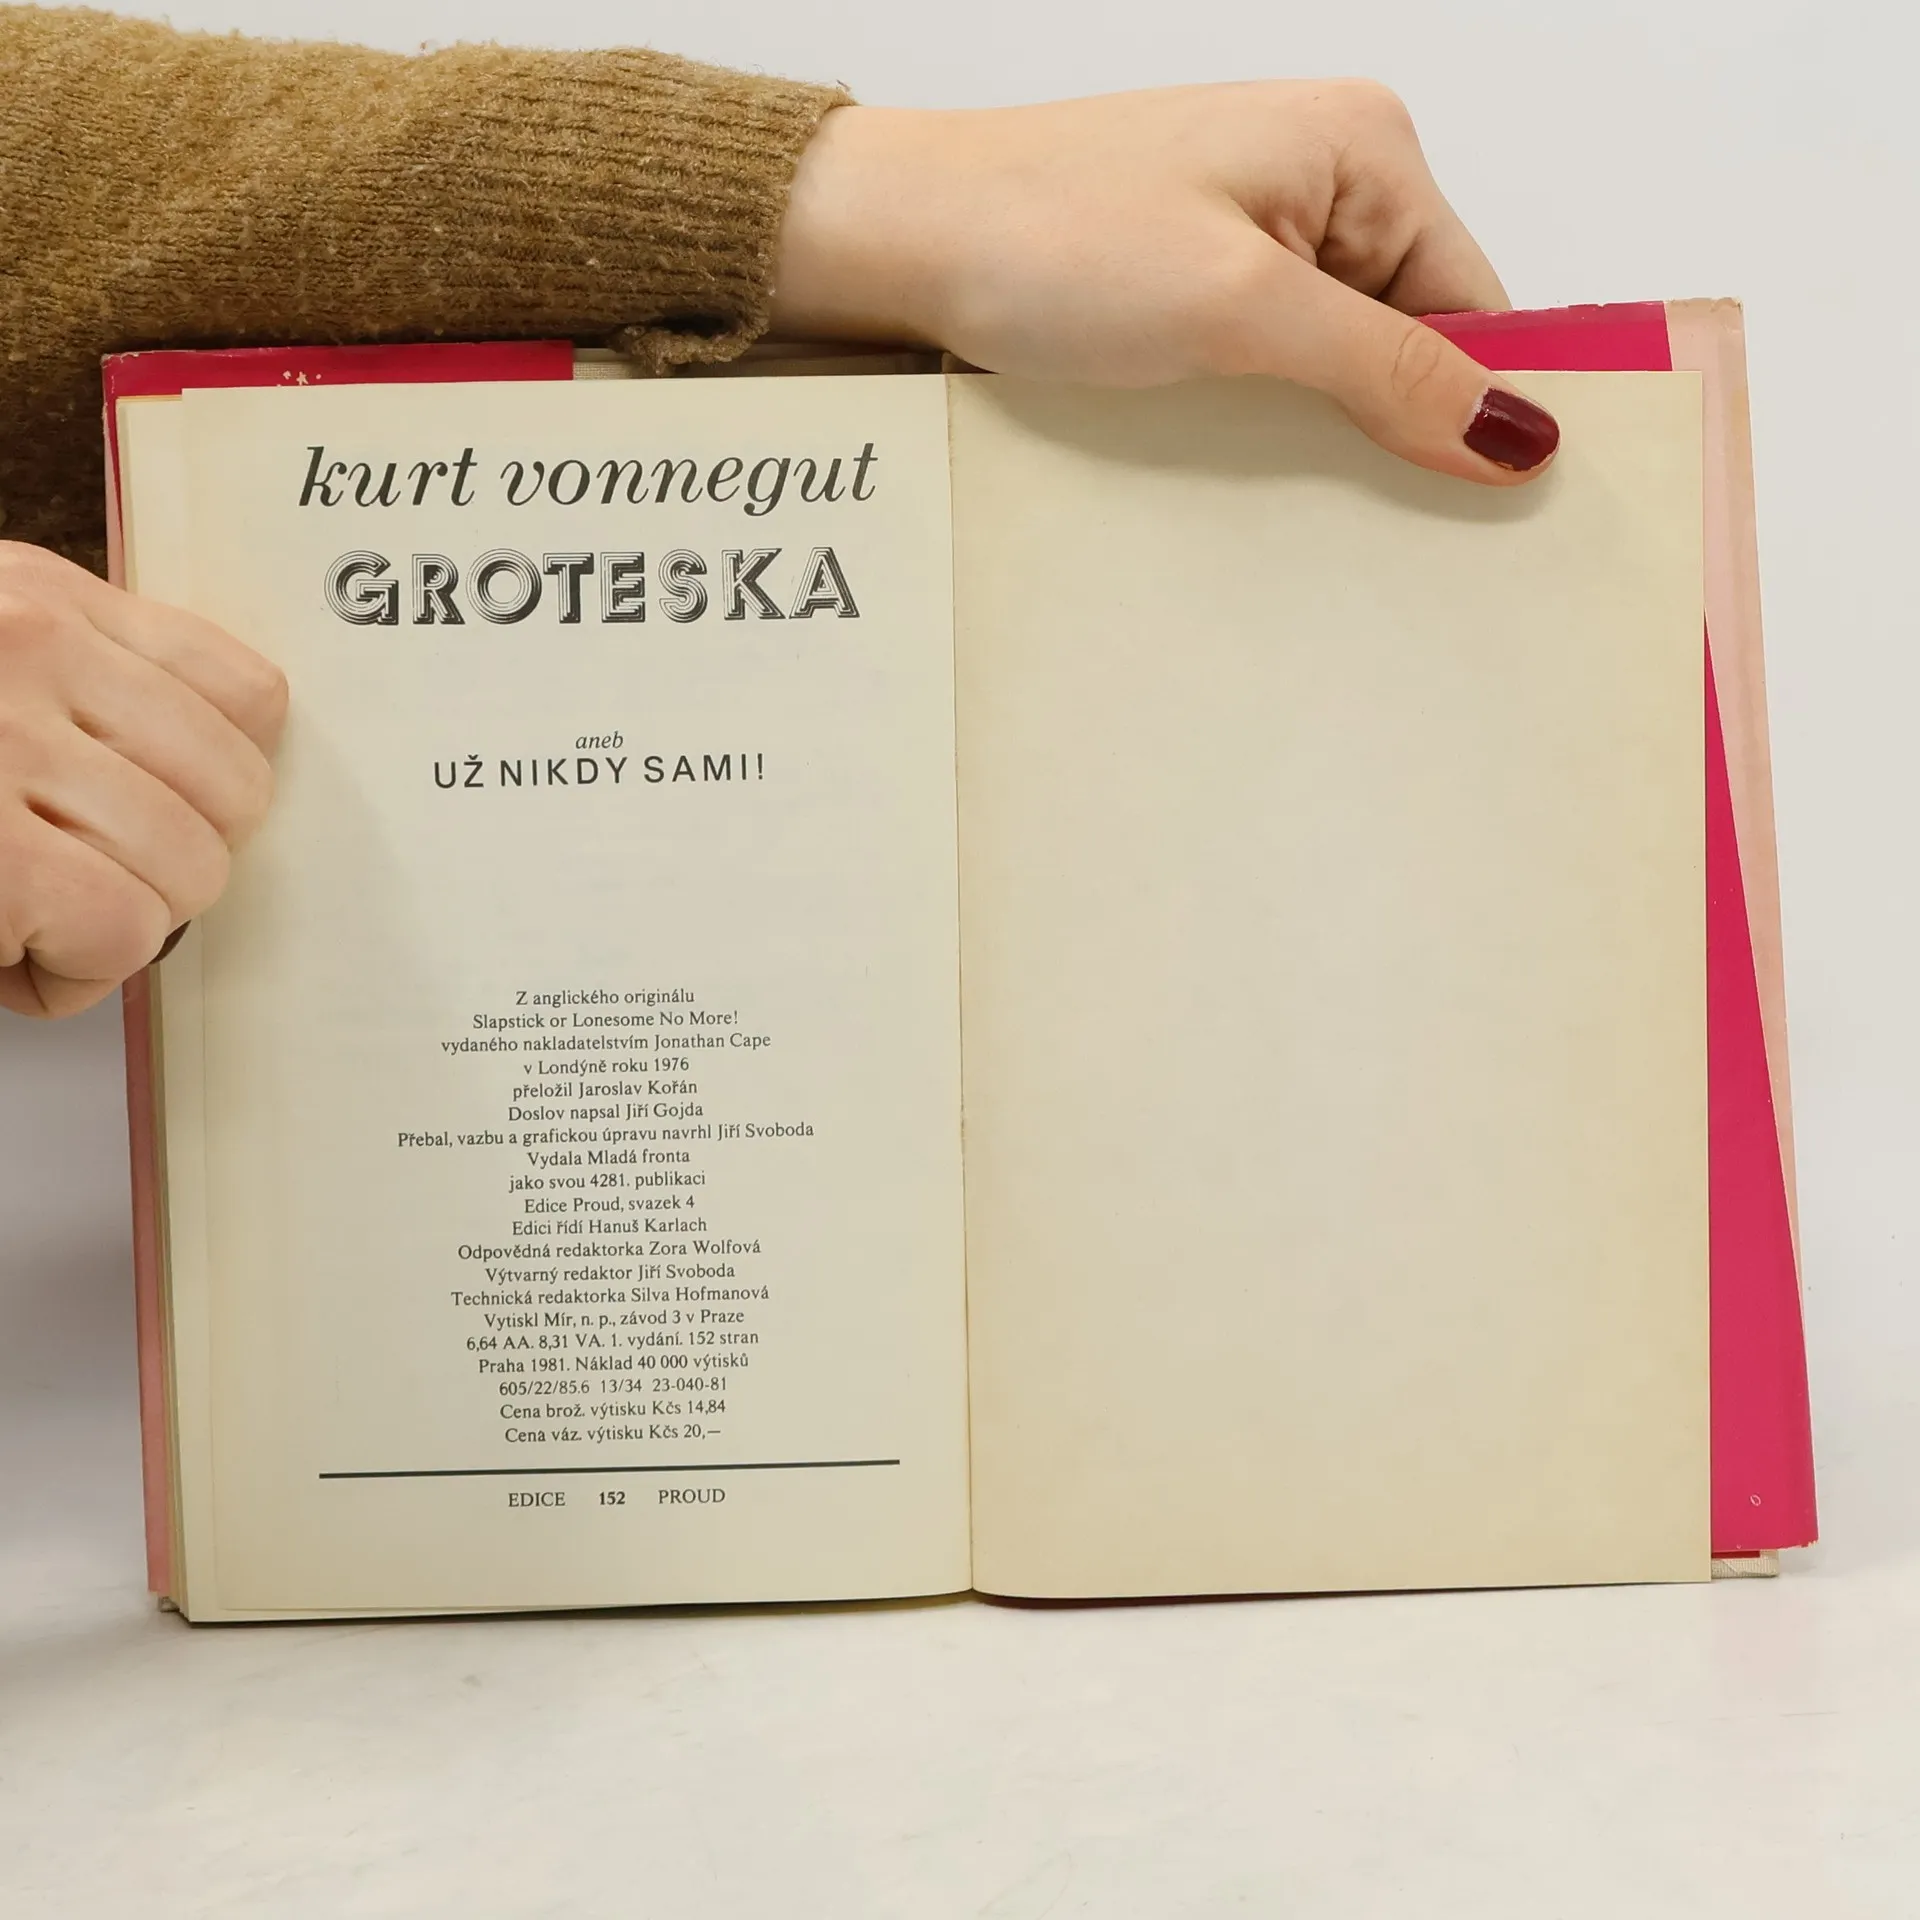 kurt vonnegut
GROTESKA
aneb
UŽ NIKDY SAMI!
Z anglického originálu
Slapstick or Lonesome No More!
vydaného nakladatelstvím Jonathan Cape
v Londýně roku 1976
přeložil Jaroslav Kořán
Doslov napsal Jiří Gojda
Přebal, vazbu a grafickou úpravu navrhl Jiří Svoboda
Vydala Mladá fronta
jako svou 4281. publikaci
Edice Proud, svazek 4
Edici řídí Hanuš Karlach
Odpovědná redaktorka Zora Wolfová
Výtvarný redaktor Jiří Svoboda
Technická redaktorka Silva Hofmanová
Vytiskl Mír, n. p., závod 3 v Praze
6,64 AA. 8,31 VA. 1. vydání. 152 stran
Praha 1981. Náklad 40 000 výtisků
605/22/85.6 13/34 23-040-81
Cena brož. výtisku Kčs 14,84
Cena váz. výtisku Kčs 20,—
EDICE 152 PROUD